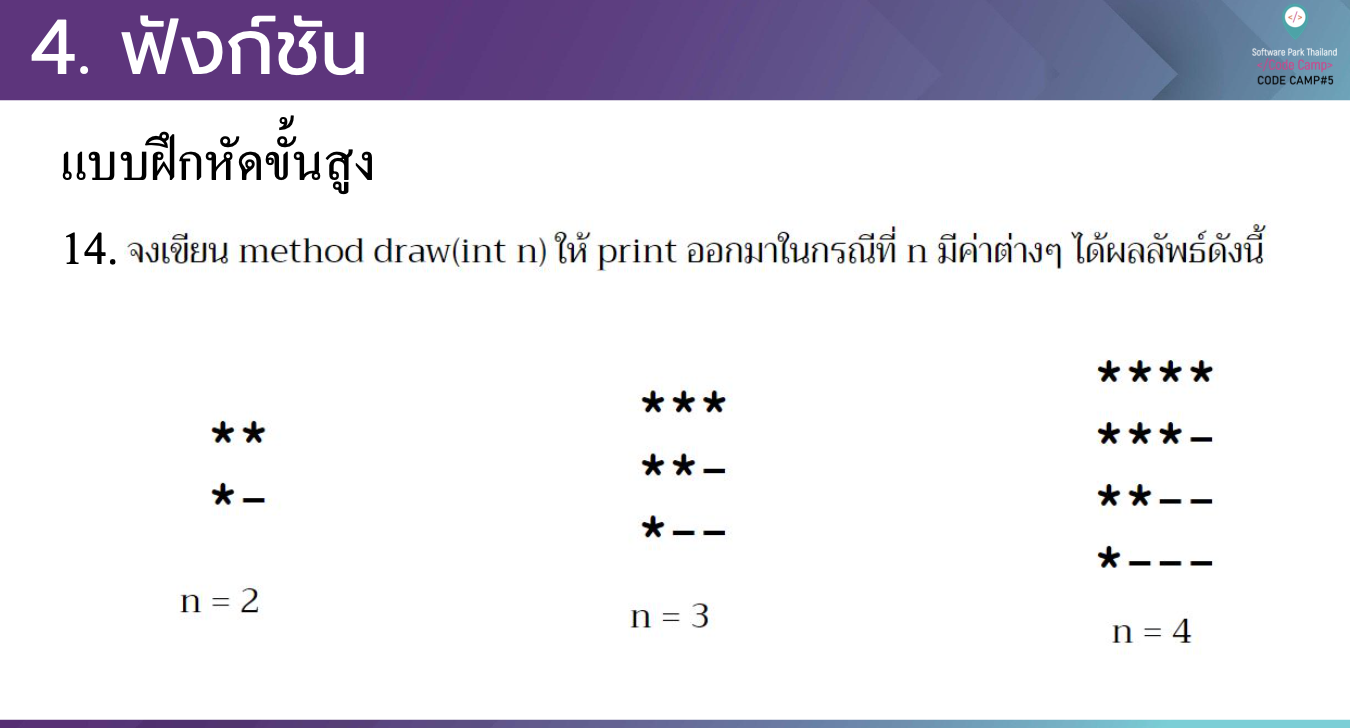 4. ฟังก์ชัน
</>
Software Park Thailand
</Code Camp>
CODE CAMP#5
แบบฝึกหัดขั้นสูง
14. จงเขียน method draw(int n) ให้ print ออกมาในกรณีที่ n มีค่าต่างๆ ได้ผลลัพธ์ดังนี้
**
*-
n = 2
***
**-
*--
n = 3
****
***-
**--
*---
n = 4